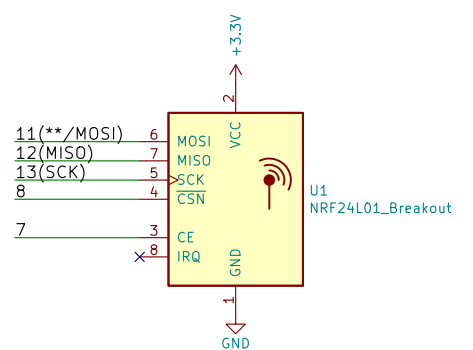 +3.3V
2
VCC
11(**/MOSI) 6 MOSI
12(MISO) 7 MISO
13(SCK) 5 SCK
8 4 CSN
7 3 CE
8 IRQ
U1
NRF24L01_Breakout
GND
1
GND